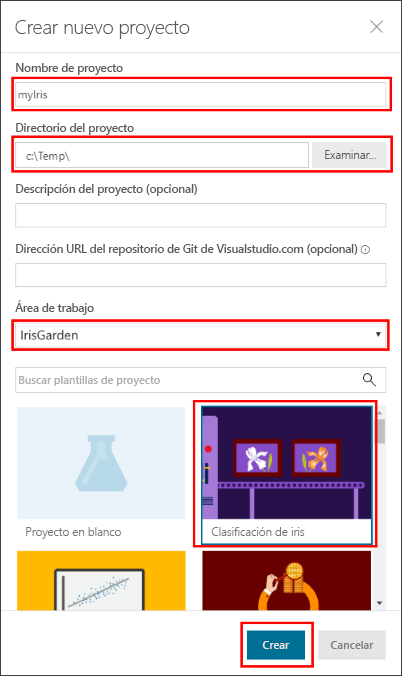 Crear nuevo proyecto
Nombre de proyecto
myIris
Directorio del proyecto
c:\Temp\
Examinar...
Descripción del proyecto (opcional)
Dirección URL del repositorio de Git de Visualstudio.com (opcional)
Área de trabajo
IrisGarden
Buscar plantillas de proyecto
Proyecto en blanco
Clasificación de iris
Crear
Cancelar